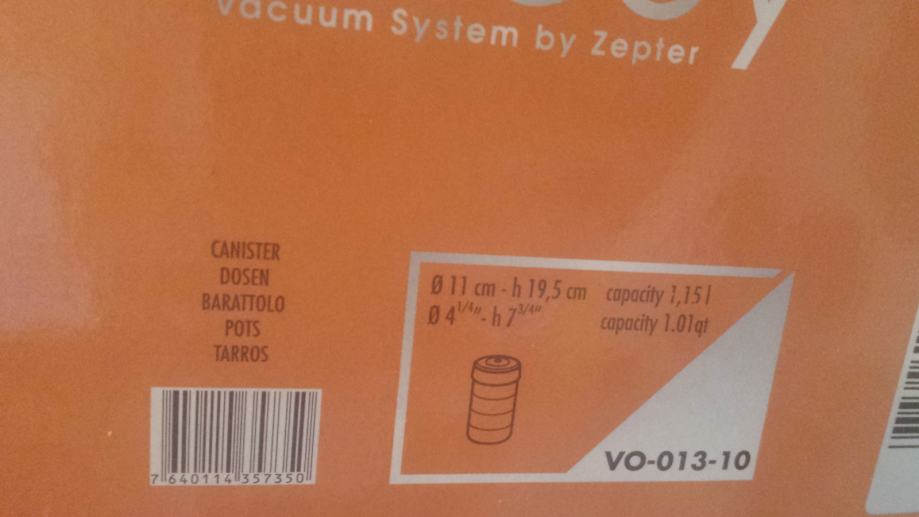 Vacuum System by Zepter
CANISTER
DOSEN
BARATTOLO
POTS
TARROS
Ø 11 cm - h 19,5 cm capacity 1,15 l
Ø 4 1/4" - h 7 3/4" capacity 1.01qt
VO-013-10
7 640114 357350